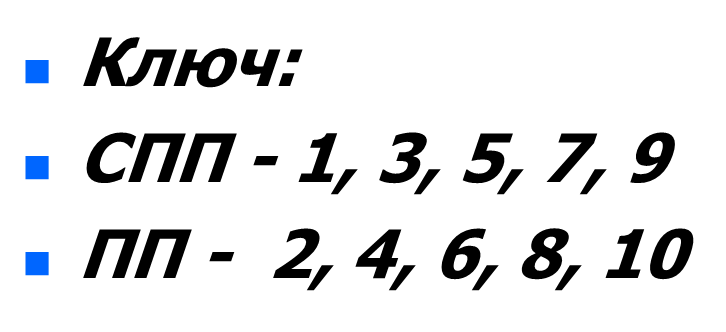 Ключ:
СПП - 1, 3, 5, 7, 9
ПП - 2, 4, 6, 8, 10